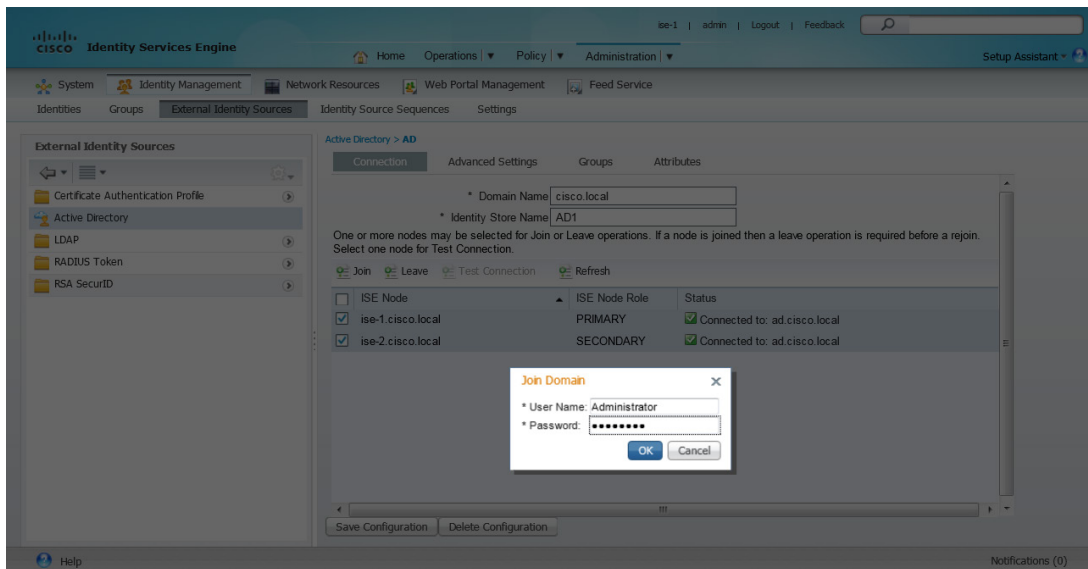 ise-1 | admin | Logout | Feedback
CISCO Identity Services Engine
Home Operations | Policy | Administration | Setup Assistant
System Identity Management Network Resources Web Portal Management Feed Service
Identities Groups External Identity Sources Identity Source Sequences Settings
External Identity Sources
Certificate Authentication Profile
Active Directory
LDAP
RADIUS Token
RSA SecurID
Active Directory > AD
Connection Advanced Settings Groups Attributes
* Domain Name cisco.local
* Identity Store Name AD1
One or more nodes may be selected for Join or Leave operations. If a node is joined then a leave operation is required before a rejoin.
Select one node for Test Connection.
Join Leave Test Connection Refresh
ISE Node ISE Node Role Status
ise-1.cisco.local PRIMARY Connected to: ad.cisco.local
ise-2.cisco.local SECONDARY Connected to: ad.cisco.local
Join Domain
* User Name: Administrator
* Password: ••••••••
OK Cancel
Save Configuration Delete Configuration
Help Notifications (0)